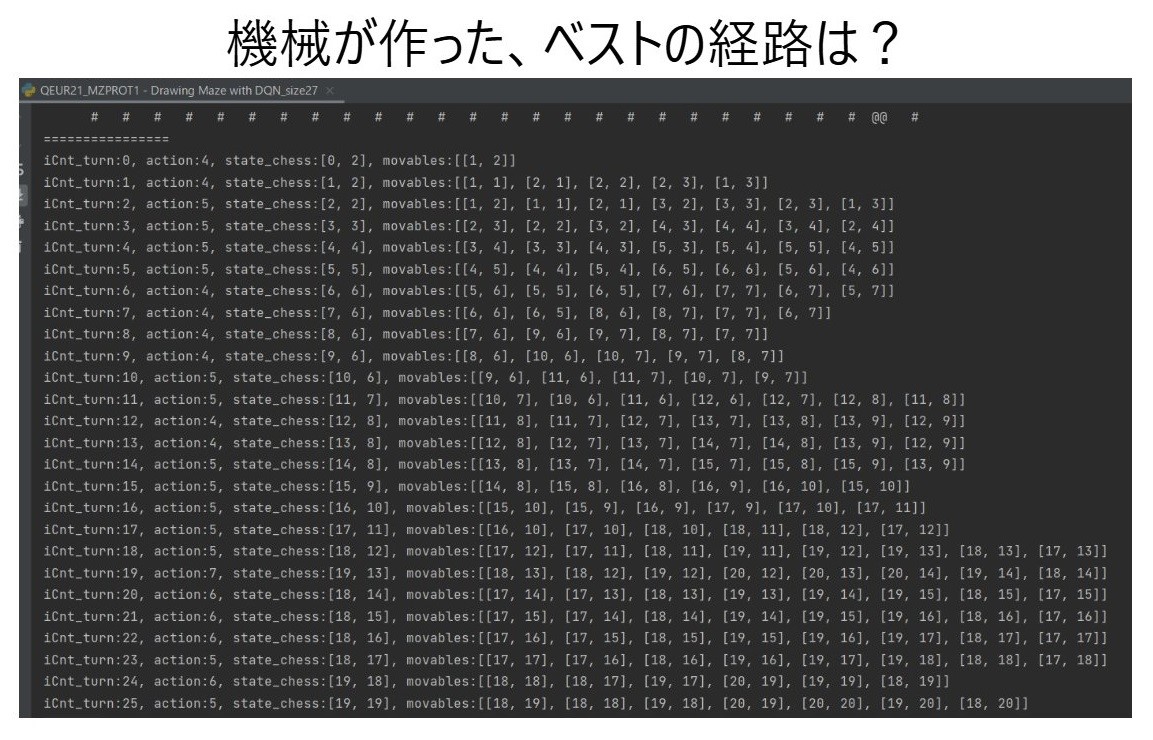 機械が作った、ベストの経路は？
QEUR21_MZPROT1 - Drawing Maze with DQN_size27 ×
# # # # # # # # # # # # # # # # # # # # # # # # # @@ #
================
iCnt_turn:0, action:4, state_chess:[0, 2], movables:[[1, 2]]
iCnt_turn:1, action:4, state_chess:[1, 2], movables:[[1, 1], [2, 1], [2, 2], [2, 3], [1, 3]]
iCnt_turn:2, action:5, state_chess:[2, 2], movables:[[1, 2], [1, 1], [2, 1], [3, 2], [3, 3], [2, 3], [1, 3]]
iCnt_turn:3, action:5, state_chess:[3, 3], movables:[[2, 3], [2, 2], [3, 2], [4, 3], [4, 4], [3, 4], [2, 4]]
iCnt_turn:4, action:5, state_chess:[4, 4], movables:[[3, 4], [3, 3], [4, 3], [5, 3], [5, 4], [5, 5], [4, 5]]
iCnt_turn:5, action:5, state_chess:[5, 5], movables:[[4, 5], [4, 4], [5, 4], [6, 5], [6, 6], [5, 6], [4, 6]]
iCnt_turn:6, action:4, state_chess:[6, 6], movables:[[5, 6], [5, 5], [6, 5], [7, 6], [7, 7], [6, 7], [5, 7]]
iCnt_turn:7, action:4, state_chess:[7, 6], movables:[[6, 6], [6, 5], [8, 6], [8, 7], [7, 7], [6, 7]]
iCnt_turn:8, action:4, state_chess:[8, 6], movables:[[7, 6], [9, 6], [9, 7], [8, 7], [7, 7]]
iCnt_turn:9, action:4, state_chess:[9, 6], movables:[[8, 6], [10, 6], [10, 7], [9, 7], [8, 7]]
iCnt_turn:10, action:5, state_chess:[10, 6], movables:[[9, 6], [11, 6], [11, 7], [10, 7], [9, 7]]
iCnt_turn:11, action:5, state_chess:[11, 7], movables:[[10, 7], [10, 6], [11, 6], [12, 6], [12, 7], [12, 8], [11, 8]]
iCnt_turn:12, action:4, state_chess:[12, 8], movables:[[11, 8], [11, 7], [12, 7], [13, 7], [13, 8], [13, 9], [12, 9]]
iCnt_turn:13, action:4, state_chess:[13, 8], movables:[[12, 8], [12, 7], [13, 7], [14, 7], [14, 8], [13, 9], [12, 9]]
iCnt_turn:14, action:5, state_chess:[14, 8], movables:[[13, 8], [13, 7], [14, 7], [15, 7], [15, 8], [15, 9], [13, 9]]
iCnt_turn:15, action:5, state_chess:[15, 9], movables:[[14, 8], [15, 8], [16, 8], [16, 9], [16, 10], [15, 10]]
iCnt_turn:16, action:5, state_chess:[16, 10], movables:[[15, 10], [15, 9], [16, 9], [17, 9], [17, 10], [17, 11]]
iCnt_turn:17, action:5, state_chess:[17, 11], movables:[[16, 10], [17, 10], [18, 10], [18, 11], [18, 12], [17, 12]]
iCnt_turn:18, action:5, state_chess:[18, 12], movables:[[17, 12], [17, 11], [18, 11], [19, 11], [19, 12], [19, 13], [18, 13], [17, 13]]
iCnt_turn:19, action:7, state_chess:[19, 13], movables:[[18, 13], [18, 12], [19, 12], [20, 12], [20, 13], [20, 14], [19, 14], [18, 14]]
iCnt_turn:20, action:6, state_chess:[18, 14], movables:[[17, 14], [17, 13], [18, 13], [19, 13], [19, 14], [19, 15], [18, 15], [17, 15]]
iCnt_turn:21, action:6, state_chess:[18, 15], movables:[[17, 15], [17, 14], [18, 14], [19, 14], [19, 15], [19, 16], [18, 16], [17, 16]]
iCnt_turn:22, action:6, state_chess:[18, 16], movables:[[17, 16], [17, 15], [18, 15], [19, 15], [19, 16], [19, 17], [18, 17], [17, 17]]
iCnt_turn:23, action:5, state_chess:[18, 17], movables:[[17, 17], [17, 16], [18, 16], [19, 16], [19, 17], [19, 18], [18, 18], [17, 18]]
iCnt_turn:24, action:6, state_chess:[19, 18], movables:[[18, 18], [18, 17], [19, 17], [20, 19], [19, 19], [18, 19]]
iCnt_turn:25, action:5, state_chess:[19, 19], movables:[[18, 19], [18, 18], [19, 18], [20, 19], [20, 20], [19, 20], [18, 20]]